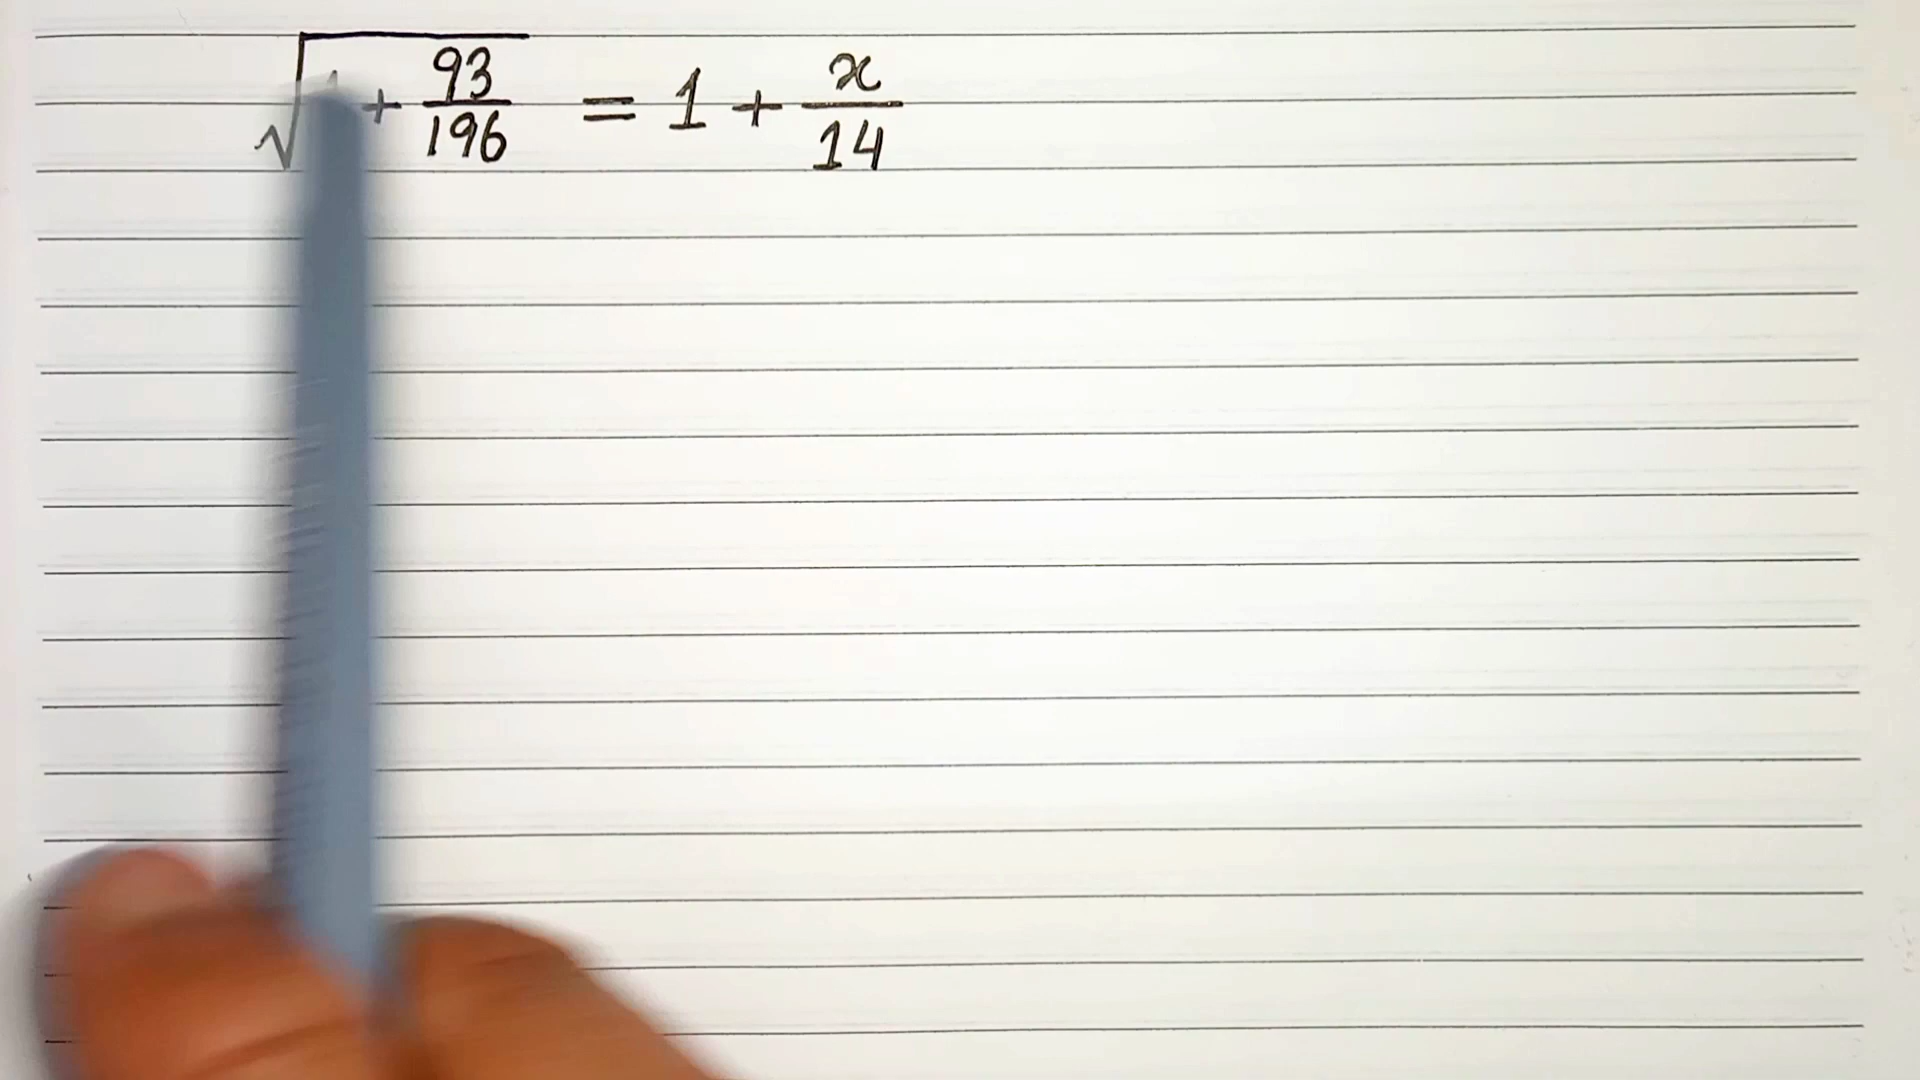 √ + 93/196 = 1 + x/14